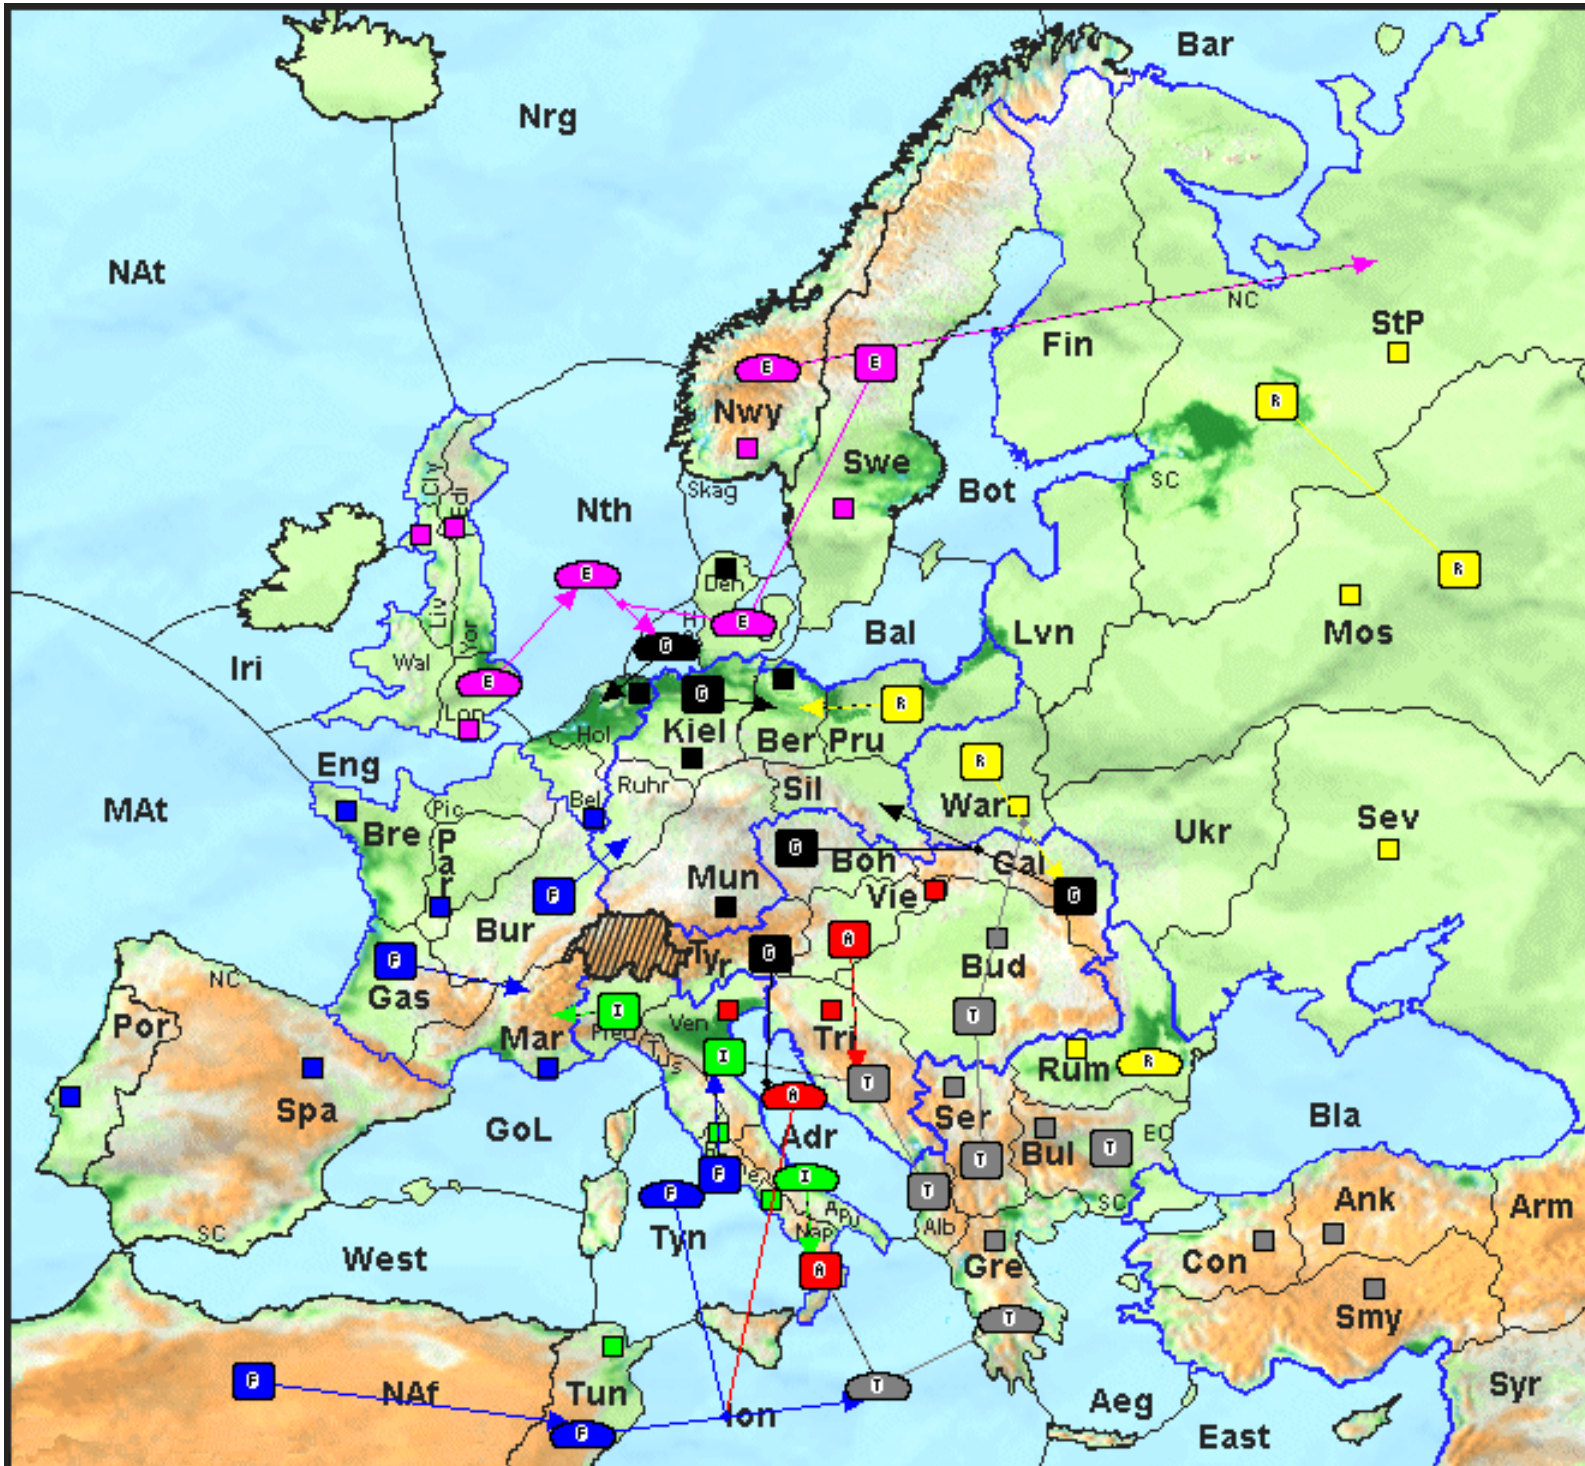 Bar
Nrg
NAt
NC
StP
Fin
Nwy
Swe
SC
Skag
Bot
Cly
Edi
Nth
Den
Liv
Yor
Bal
Lvn
Mos
Iri
Wal
Lon
Hol
Kiel
Ber
Pru
Eng
Ruhr
Sil
War
MAt
Bre
Pic
Bel
Par
Ukr
Sev
Boh
Gal
Mun
Vie
Bur
Tyr
Bud
NC
Gas
Por
Mar
Pied
Ven
Tus
Tri
Rum
Spa
GoL
Ser
Bla
Adr
Bul
EC
Ank
Arm
SC
West
Tyn
Apu
Nap
Alb
SC
Con
Gre
Smy
NAf
Tun
Ion
Aeg
Syr
East
E
E
R
R
E
E
E
G
G
R
R
G
F
G
A
G
F
I
T
I
T
R
A
T
T
F
F
I
T
A
T
T
F
F